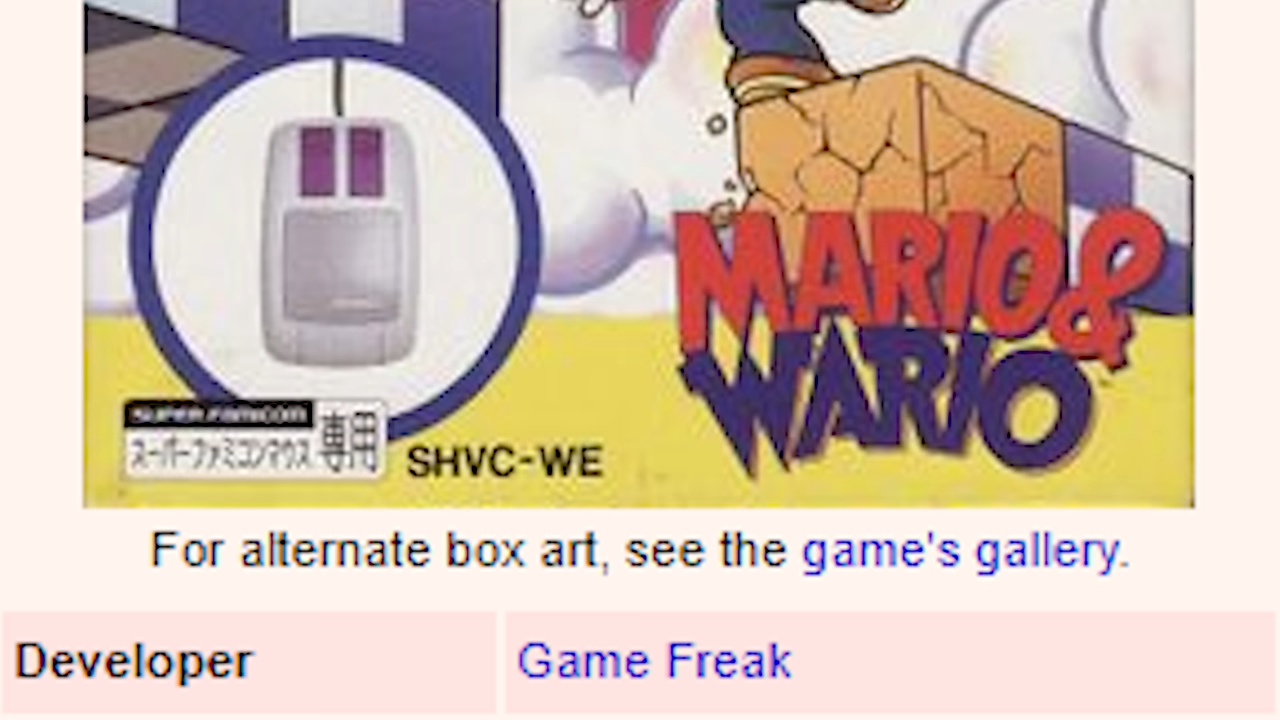 MARIO &
WARIO
SUPER FAMICOM
スーパーファミコンマウス 専用
SHVC-WE
For alternate box art, see the game's gallery.
Developer Game Freak